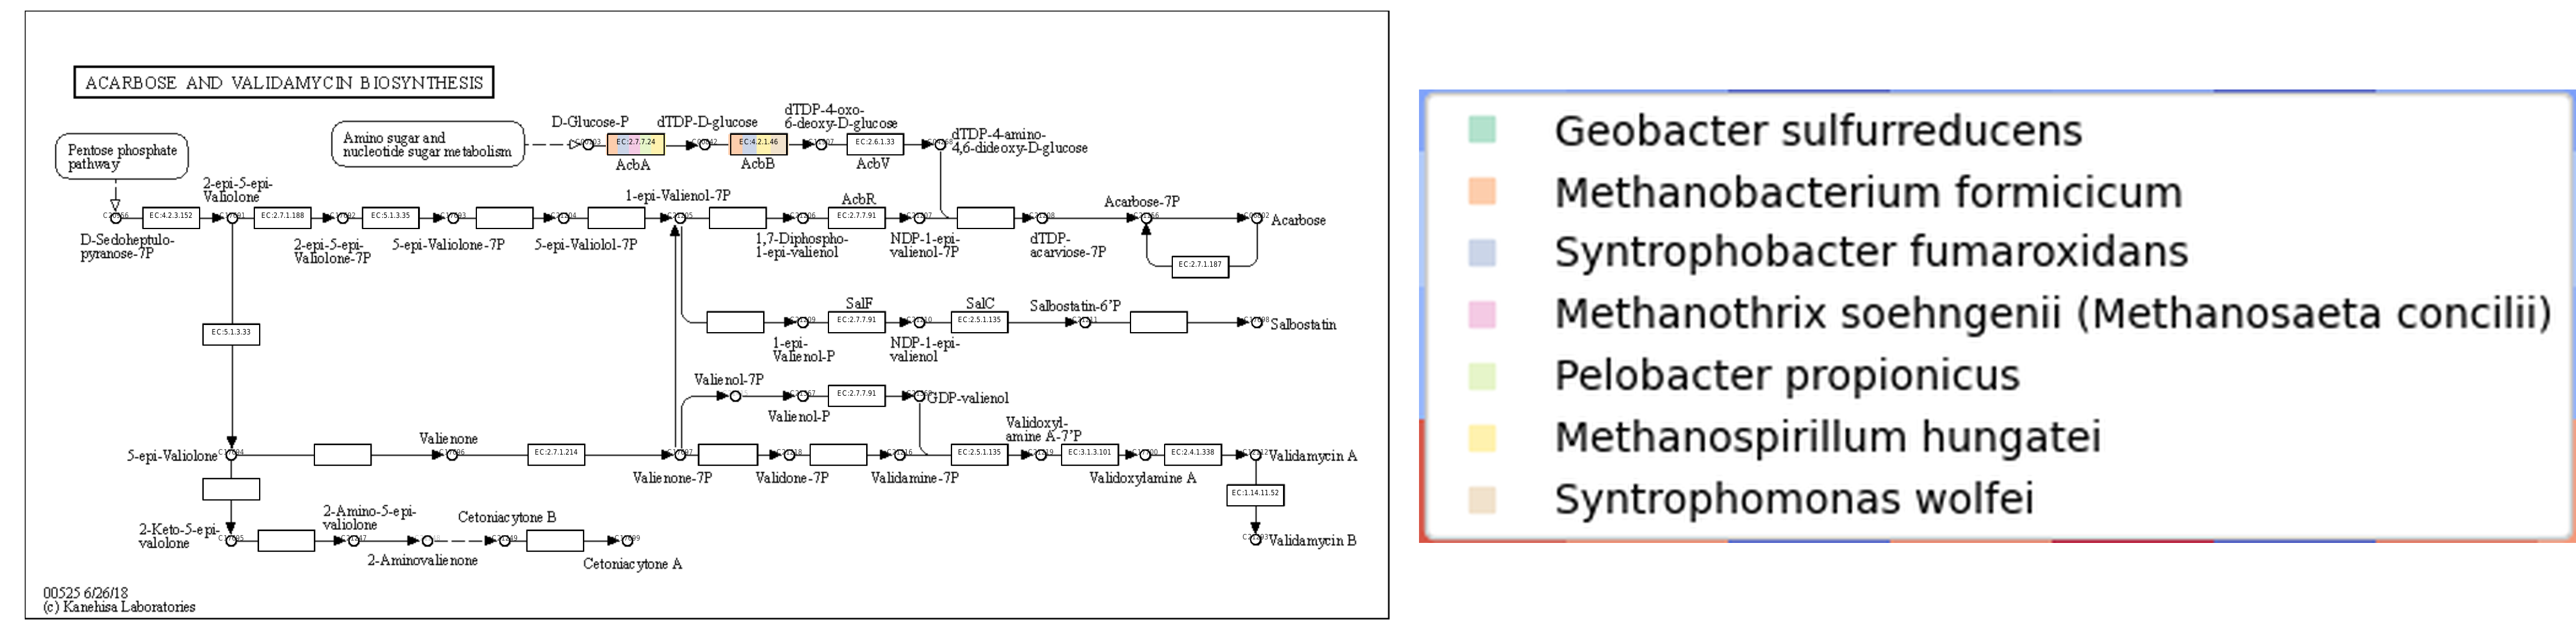 ACARBOSE AND VALIDAMYCIN BIOSYNTHESIS
Pentose phosphate
pathway
Amino sugar and
nucleotide sugar metabolism
D-Glucose-P
EC:2.7.7.24
AcbA
dTDP-D-glucose
EC:4.2.1.46
AcbB
dTDP-4-oxo-
6-deoxy-D-glucose
EC:2.6.1.33
AcbV
dTDP-4-amino-
4,6-dideoxy-D-glucose
D-Sedoheptulo-
pyranose-7P
EC:4.2.3.152
2-epi-5-epi-
Valiolone
EC:2.7.1.188
2-epi-5-epi-
Valiolone-7P
EC:5.1.3.35
5-epi-Valiolone-7P
5-epi-Valiolol-7P
1-epi-Valienol-7P
1,7-Diphospho-
1-epi-valienol
AcbR
EC:2.7.7.91
NDP-1-epi-
valienol-7P
dTDP-
acarviose-7P
Acarbose-7P
Acarbose
EC:2.7.1.187
EC:5.1.3.33
1-epi-
Valienol-P
SalF
EC:2.7.7.91
NDP-1-epi-
valienol
SalC
EC:2.5.1.135
Salbostatin-6'P
Salbostatin
Valienol-7P
Valienol-P
EC:2.7.7.91
GDP-valienol
5-epi-Valiolone
Valienone
EC:2.7.1.214
Valienone-7P
Validone-7P
Validamine-7P
EC:2.5.1.135
Validoxyl-
amine A-7'P
EC:3.1.3.101
Validoxylamine A
EC:2.4.1.338
Validamycin A
EC:1.14.11.52
Validamycin B
2-Keto-5-epi-
valolone
2-Amino-5-epi-
valiolone
2-Aminovalienone
Cetoniacytone B
Cetoniacytone A
00525 6/26/18
(c) Kanehisa Laboratories
Geobacter sulfurreducens
Methanobacterium formicicum
Syntrophobacter fumaroxidans
Methanothrix soehngenii (Methanosaeta concilii)
Pelobacter propionicus
Methanospirillum hungatei
Syntrophomonas wolfei